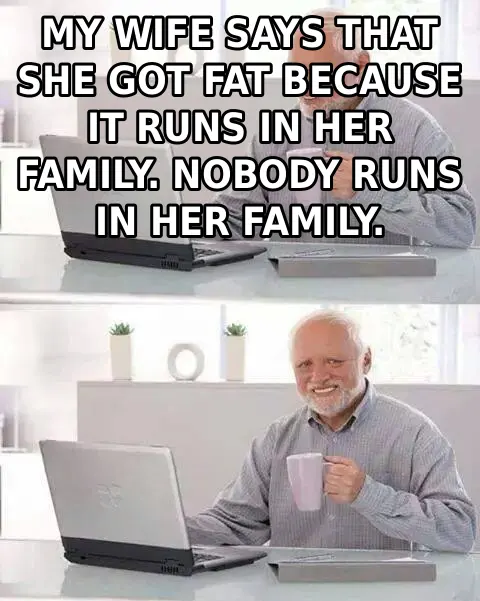 MY WIFE SAYS THAT
SHE GOT FAT BECAUSE
IT RUNS IN HER
FAMILY. NOBODY RUNS
IN HER FAMILY.